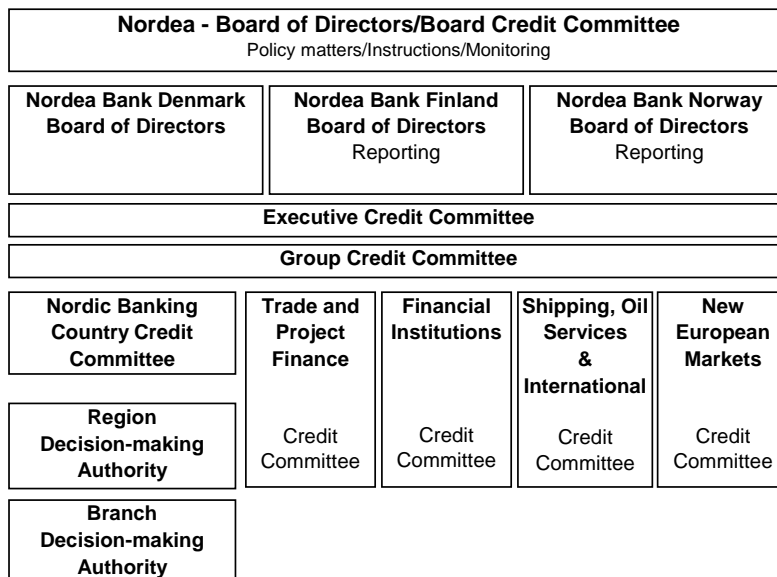 Nordea - Board of Directors/Board Credit Committee
Policy matters/Instructions/Monitoring
Nordea Bank Denmark
Board of Directors
Nordea Bank Finland
Board of Directors
Reporting
Nordea Bank Norway
Board of Directors
Reporting
Executive Credit Committee
Group Credit Committee
Nordic Banking
Country Credit
Committee
Region
Decision-making
Authority
Branch
Decision-making
Authority
Trade and
Project
Finance
Credit
Committee
Financial
Institutions
Credit
Committee
Shipping, Oil
Services
&
International
Credit
Committee
New
European
Markets
Credit
Committee